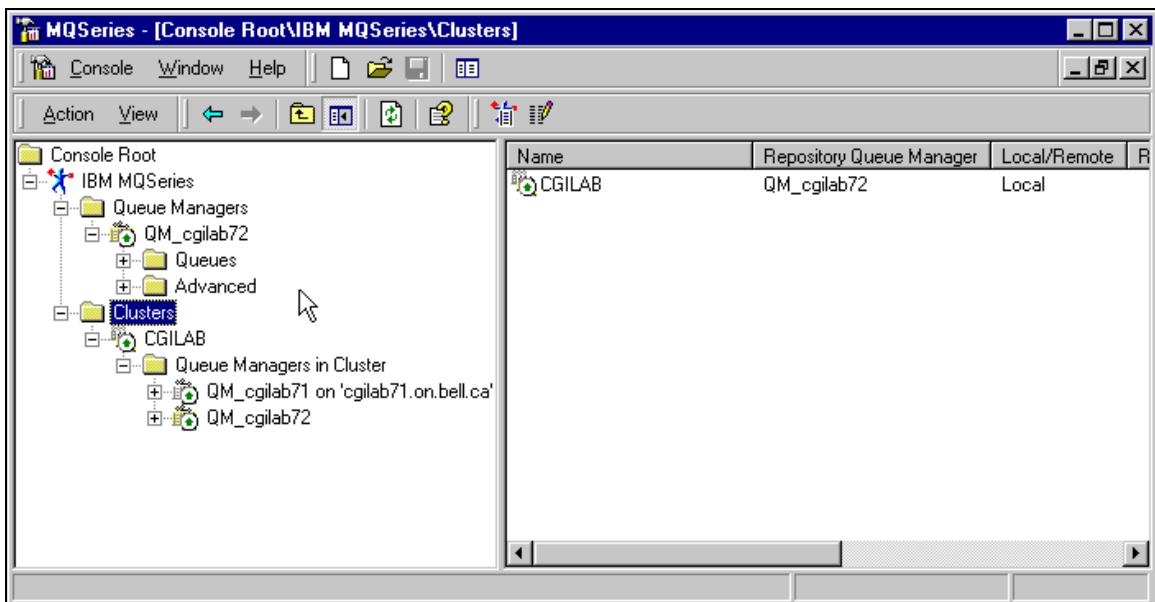 MQSeries - [Console Root\IBM MQSeries\Clusters]
Console Window Help
Action View
Console Root
IBM MQSeries
Queue Managers
QM_cgilab72
Queues
Advanced
Clusters
CGILAB
Queue Managers in Cluster
QM_cgilab71 on 'cgilab71.on.bell.ca'
QM_cgilab72
Name Repository Queue Manager Local/Remote R
CGILAB QM_cgilab72 Local